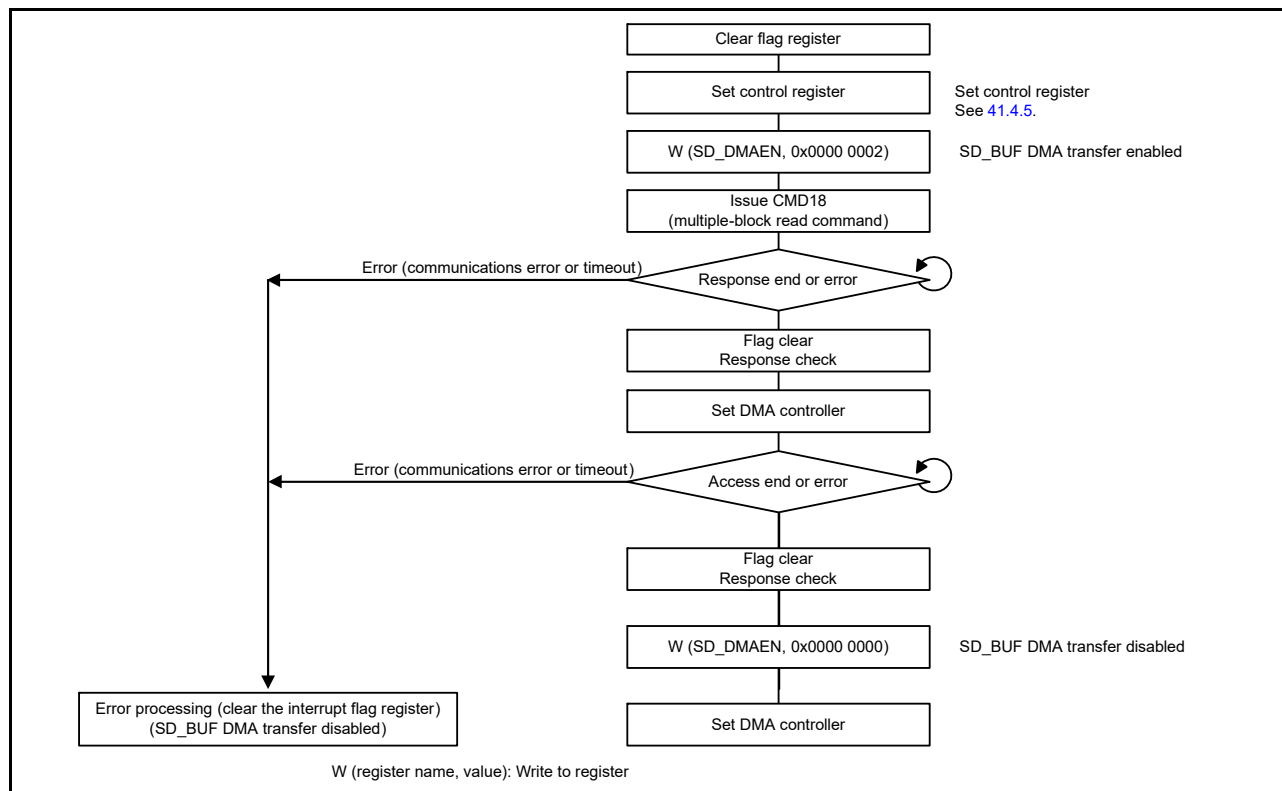 Clear flag register
Set control register
Set control register
See 41.4.5.
W (SD_DMAEN, 0x0000 0002)
SD_BUF DMA transfer enabled
Issue CMD18
(multiple-block read command)
Error (communications error or timeout)
Response end or error
Flag clear
Response check
Set DMA controller
Error (communications error or timeout)
Access end or error
Flag clear
Response check
W (SD_DMAEN, 0x0000 0000)
SD_BUF DMA transfer disabled
Error processing (clear the interrupt flag register)
(SD_BUF DMA transfer disabled)
Set DMA controller
W (register name, value): Write to register